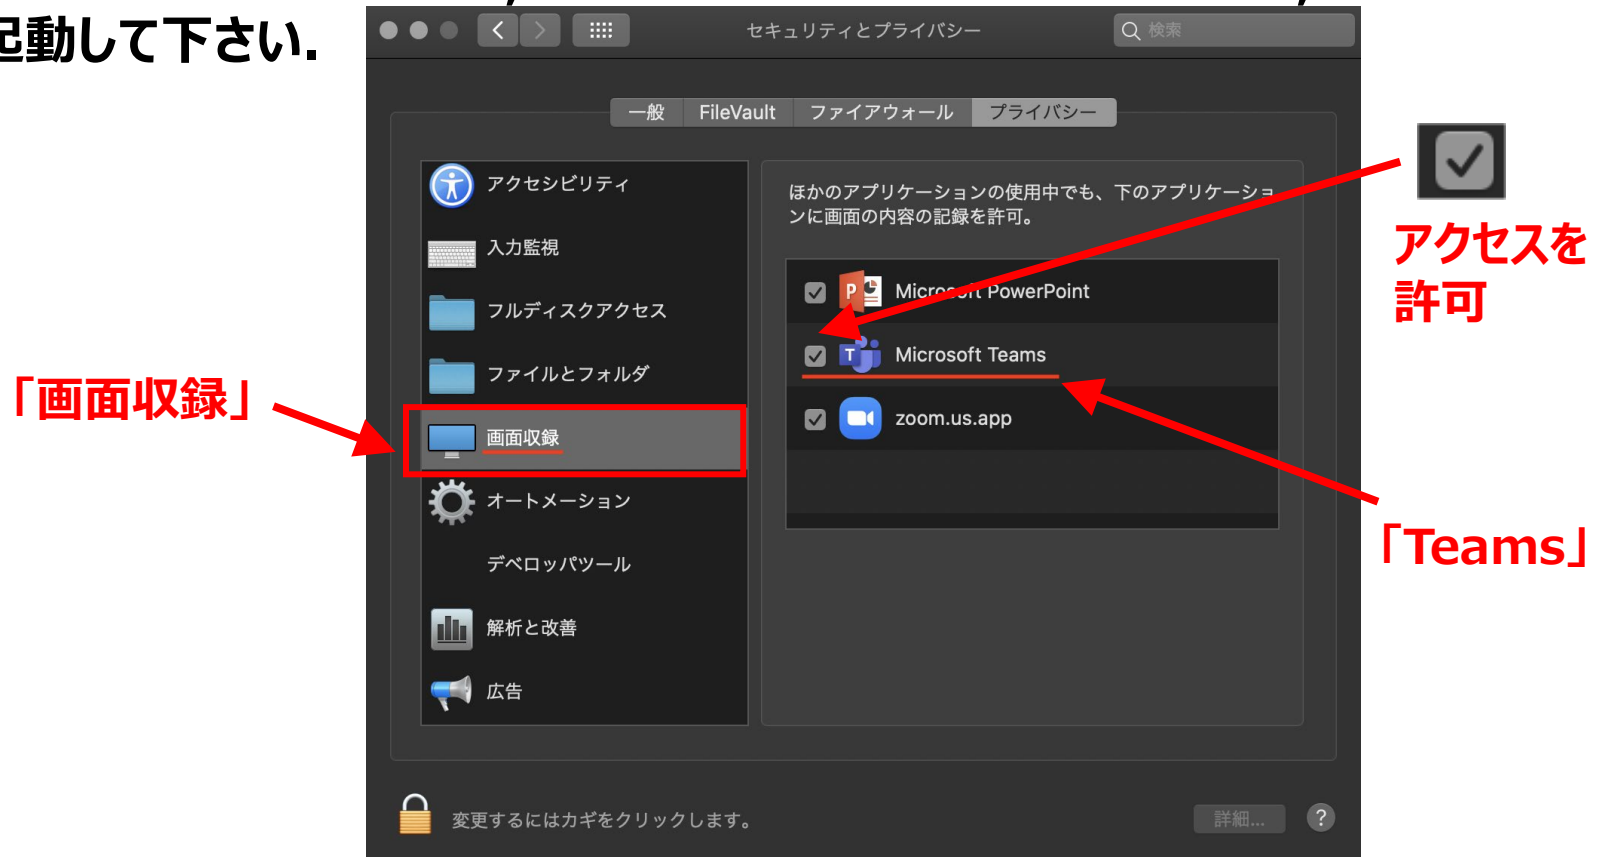 起動して下さい.
セキュリティとプライバシー
検索
一般
FileVault
ファイアウォール
プライバシー
アクセシビリティ
入力監視
フルディスクアクセス
ファイルとフォルダ
画面収録
オートメーション
デベロッパツール
解析と改善
広告
ほかのアプリケーションの使用中でも、下のアプリケーショ
ンに画面の内容の記録を許可。
Microsoft PowerPoint
Microsoft Teams
zoom.us.app
アクセスを
許可
「画面収録」
「Teams」
変更するにはカギをクリックします。
詳細...
?